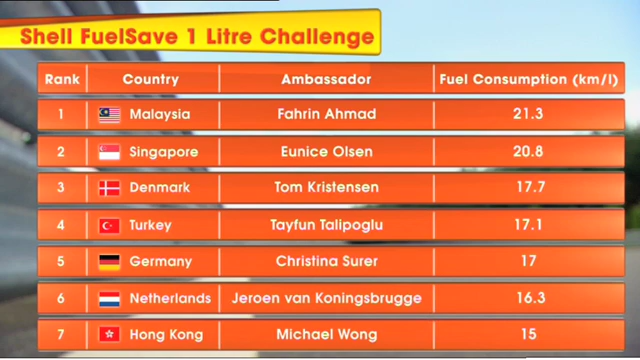 Shell FuelSave 1 Litre Challenge
Rank Country Ambassador Fuel Consumption (km/l)
1 Malaysia Fahrin Ahmad 21.3
2 Singapore Eunice Olsen 20.8
3 Denmark Tom Kristensen 17.7
4 Turkey Tayfun Talipoglu 17.1
5 Germany Christina Surer 17
6 Netherlands Jeroen van Koningsbrugge 16.3
7 Hong Kong Michael Wong 15